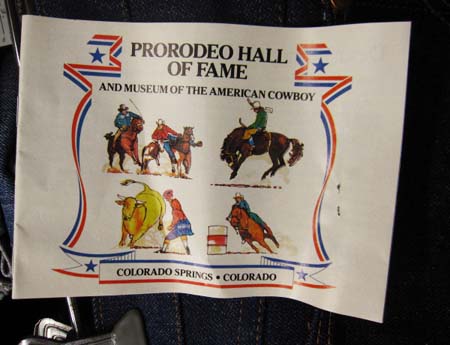 PRORODEO HALL
OF FAME
AND MUSEUM OF THE AMERICAN COWBOY
COLORADO SPRINGS • COLORADO